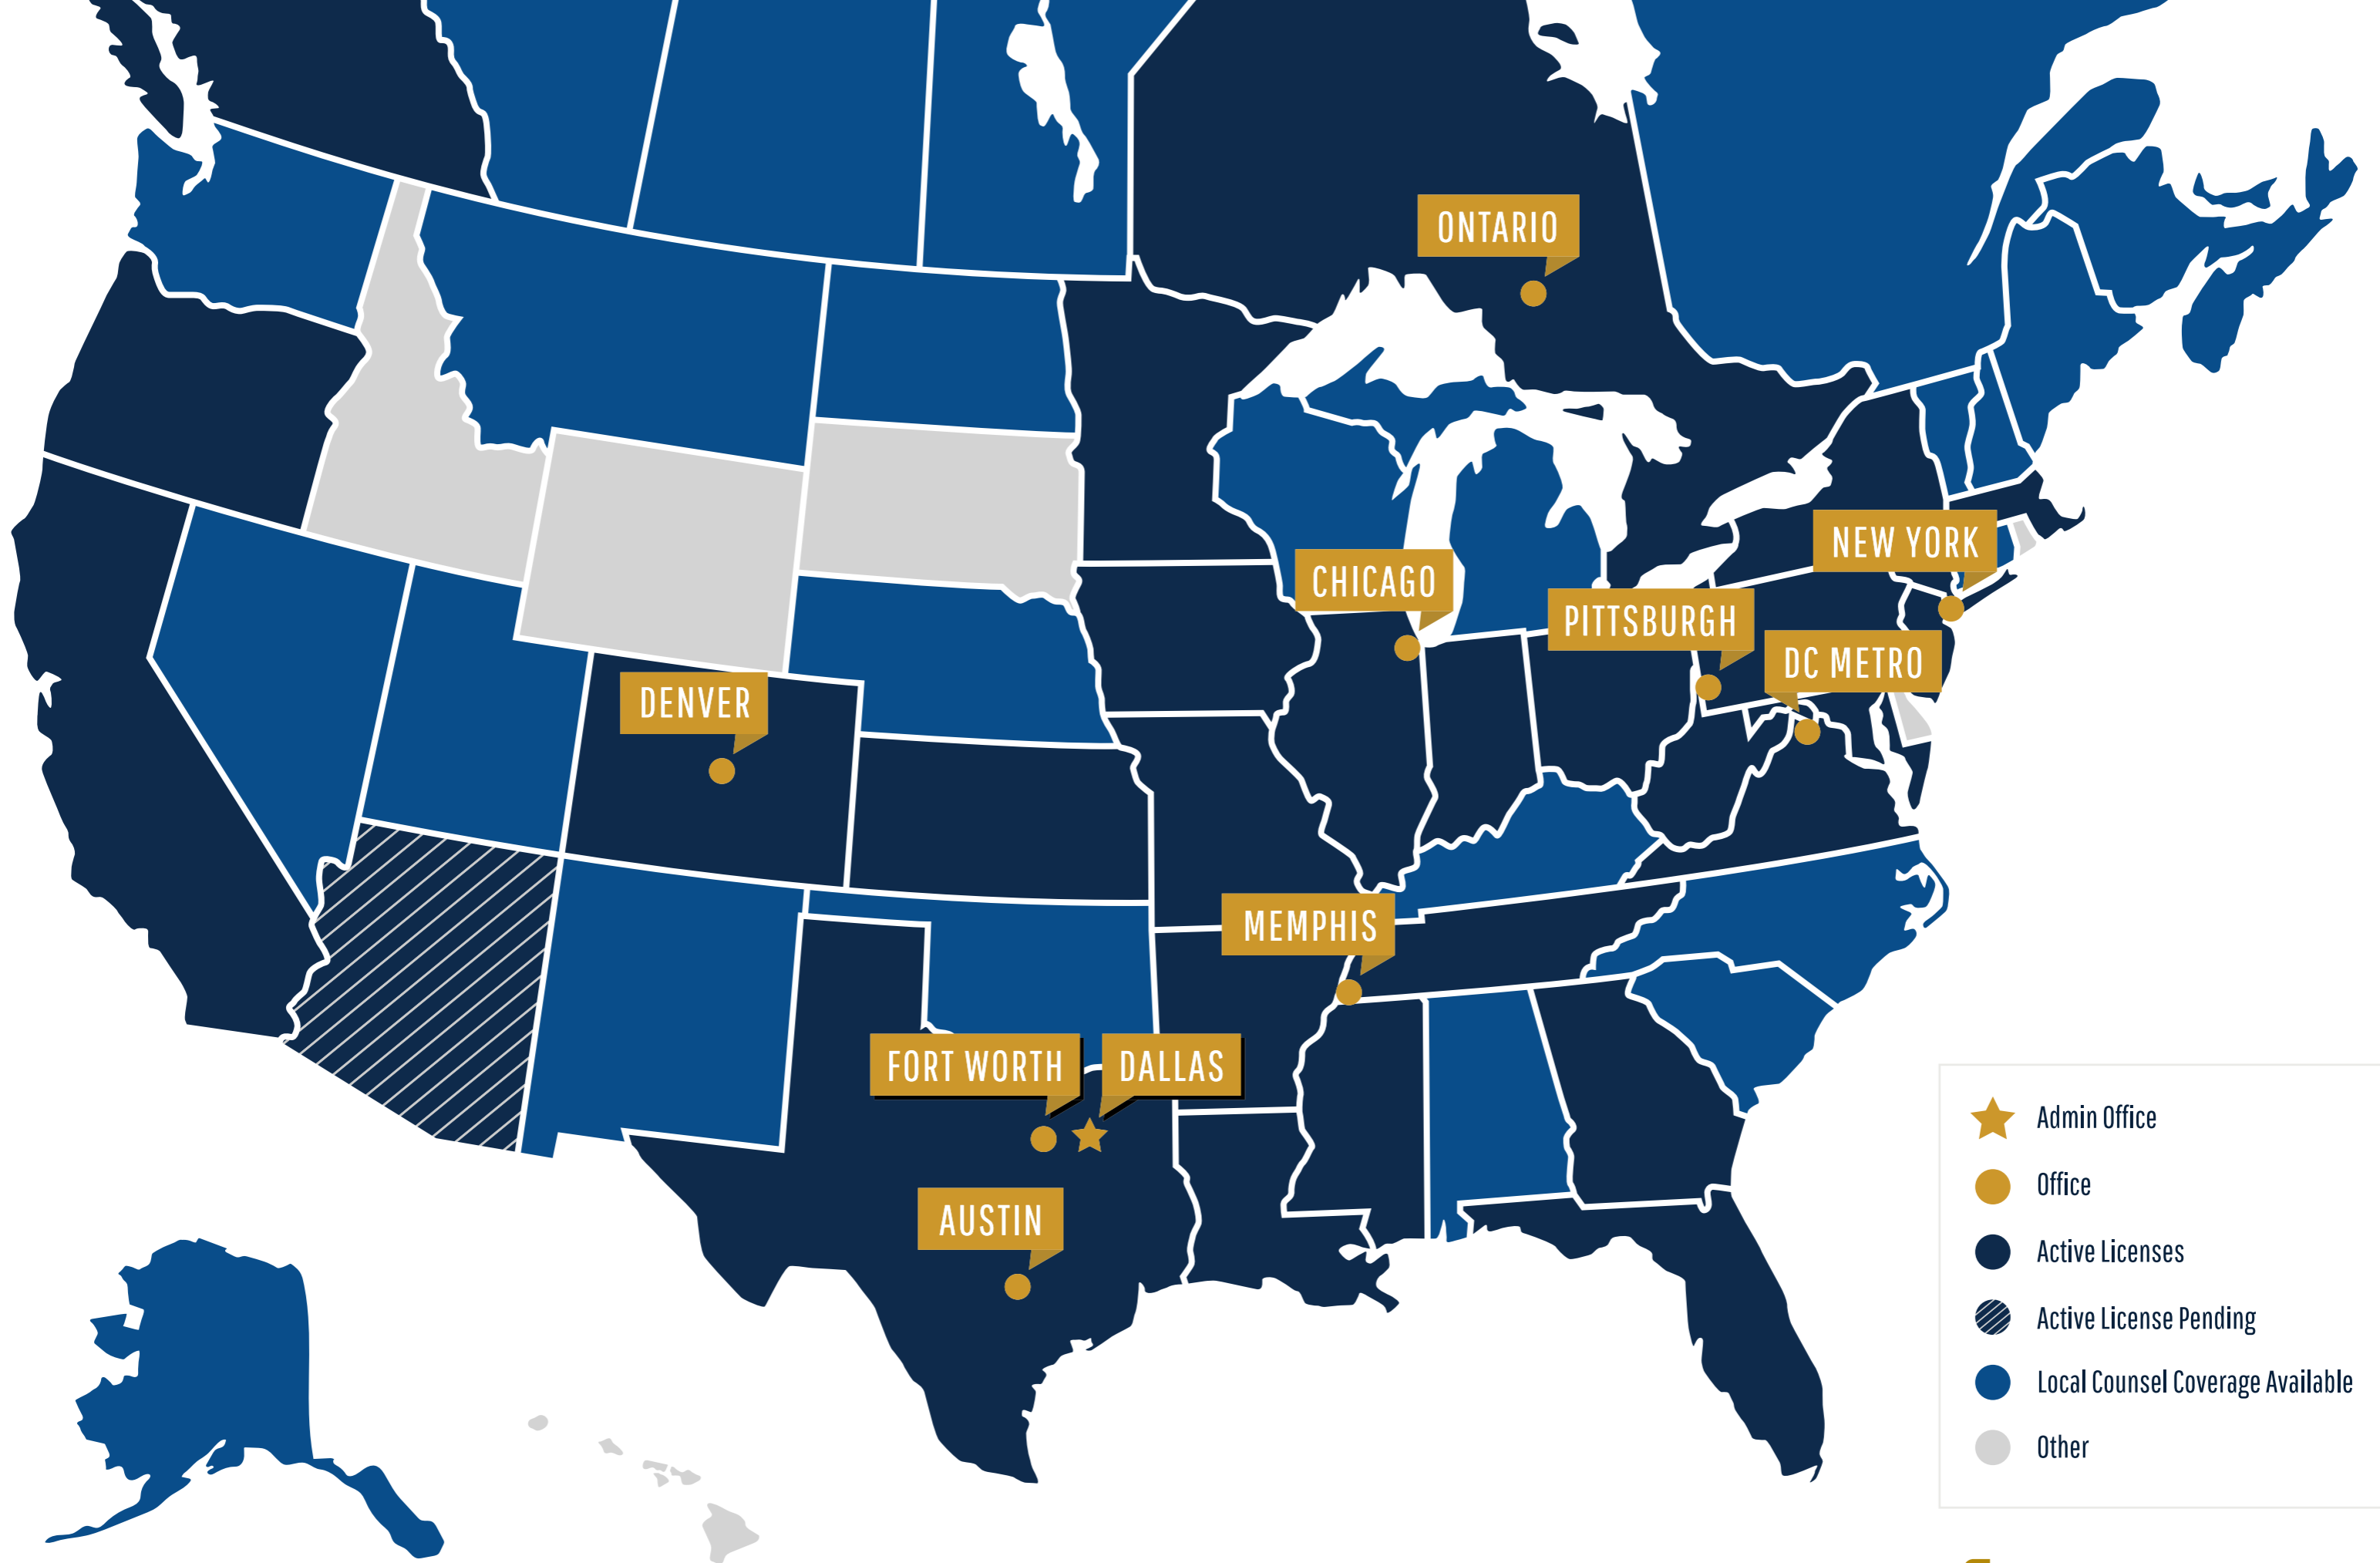 ONTARIO
NEW YORK
CHICAGO
PITTSBURGH
DC METRO
DENVER
MEMPHIS
FORT WORTH
DALLAS
AUSTIN
Admin Office
Office
Active Licenses
Active License Pending
Local Counsel Coverage Available
Other